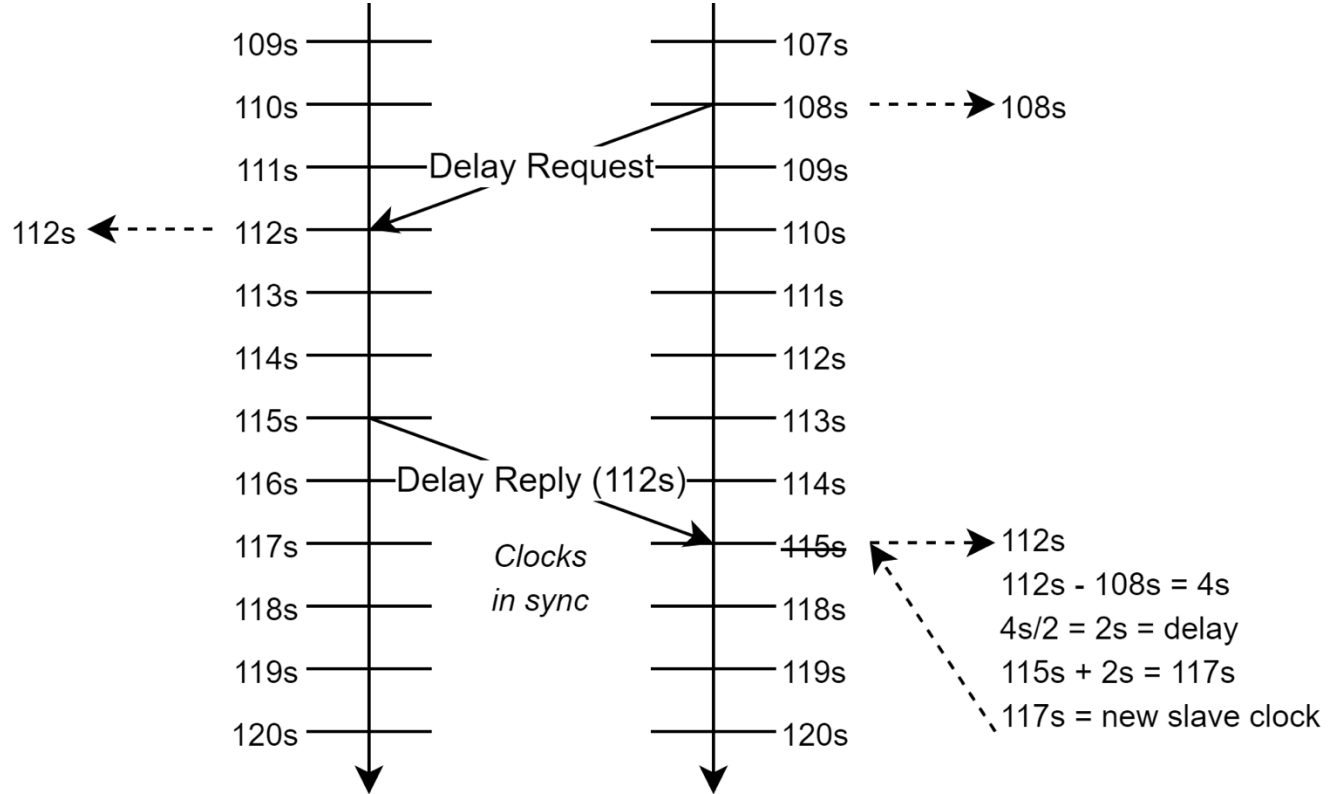 109s 107s
110s 108s 108s
111s Delay Request 109s
112s 112s 110s
113s 111s
114s 112s
115s 113s
116s Delay Reply (112s) 114s
117s Clocks 115s 112s
in sync 112s - 108s = 4s
118s 118s
4s/2 = 2s = delay
119s 119s 115s + 2s = 117s
120s 120s 117s = new slave clock